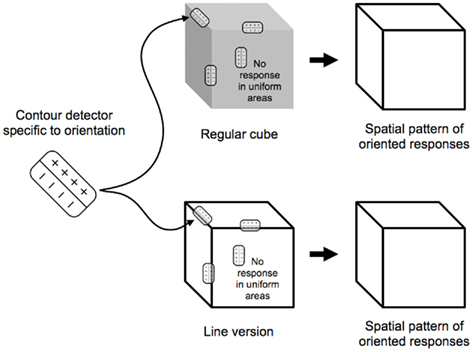 Contour detector
specific to orientation
+ + + +
– – – –
No
response
in uniform
areas
Regular cube
Spatial pattern of
oriented responses
No
response
in uniform
areas
Line version
Spatial pattern of
oriented responses